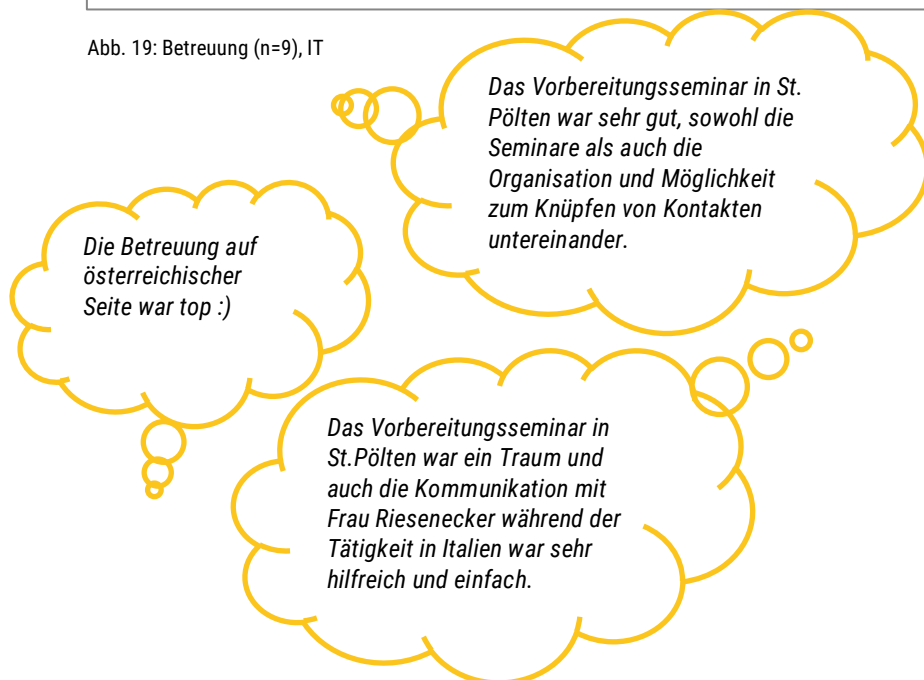 Abb. 19: Betreuung (n=9), IT
Das Vorbereitungsseminar in St.
Pölten war sehr gut, sowohl die
Seminare als auch die
Organisation und Möglichkeit
zum Knüpfen von Kontakten
untereinander.
Die Betreuung auf
österreichischer
Seite war top :)
Das Vorbereitungsseminar in
St.Pölten war ein Traum und
auch die Kommunikation mit
Frau Riesenecker während der
Tätigkeit in Italien war sehr
hilfreich und einfach.